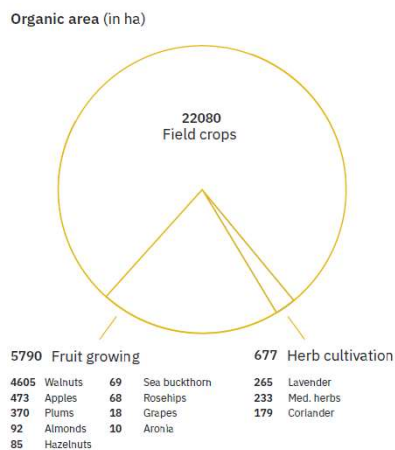 Organic area (in ha)
22080
Field crops
5790 Fruit growing
4605 Walnuts
473 Apples
370 Plums
92 Almonds
85 Hazelnuts
69 Sea buckthorn
68 Rosehips
18 Grapes
10 Aronia
677 Herb cultivation
265 Lavender
233 Med. herbs
179 Coriander